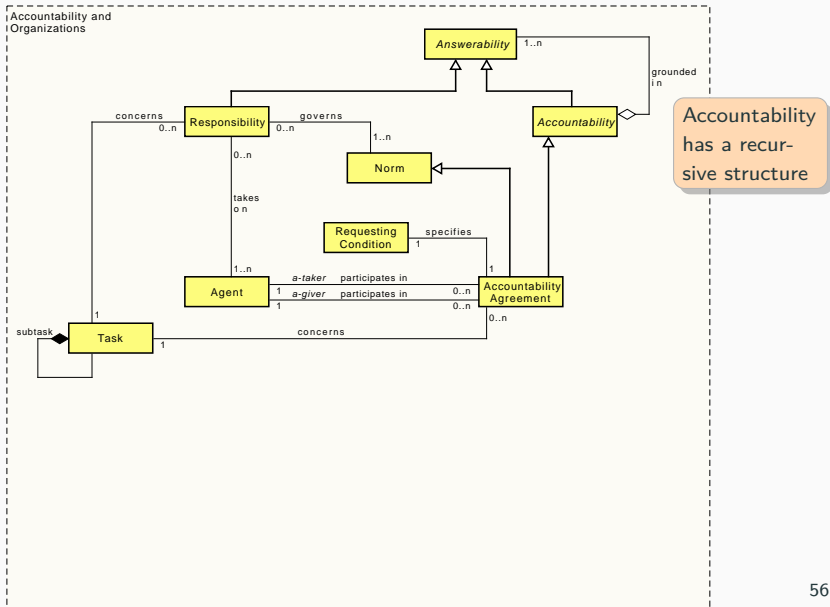 Accountability and
Organizations
Answerability
1..n
grounded
in
concerns
0..n
Responsibility
governs
0..n
1..n
Accountability
Accountability
has a recur-
sive structure
0..n
Norm
takes
on
Requesting
Condition
specifies
1
1
1..n
Agent
a-taker participates in
1
0..n
a-giver participates in
1
0..n
Accountability
Agreement
0..n
1
subtask
Task
1
concerns
56